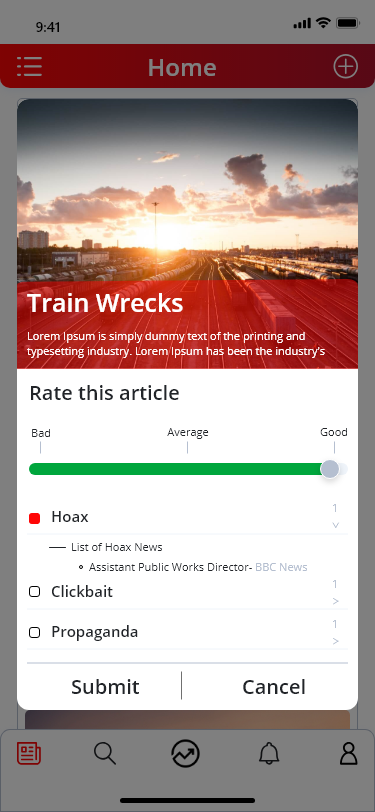 9:41
Home
Train Wrecks
Lorem Ipsum is simply dummy text of the printing and
typesetting industry. Lorem Ipsum has been the industry's
Rate this article
Bad Average Good
Hoax 1
List of Hoax News
Assistant Public Works Director- BBC News
Clickbait 1
Propaganda 1
Submit Cancel